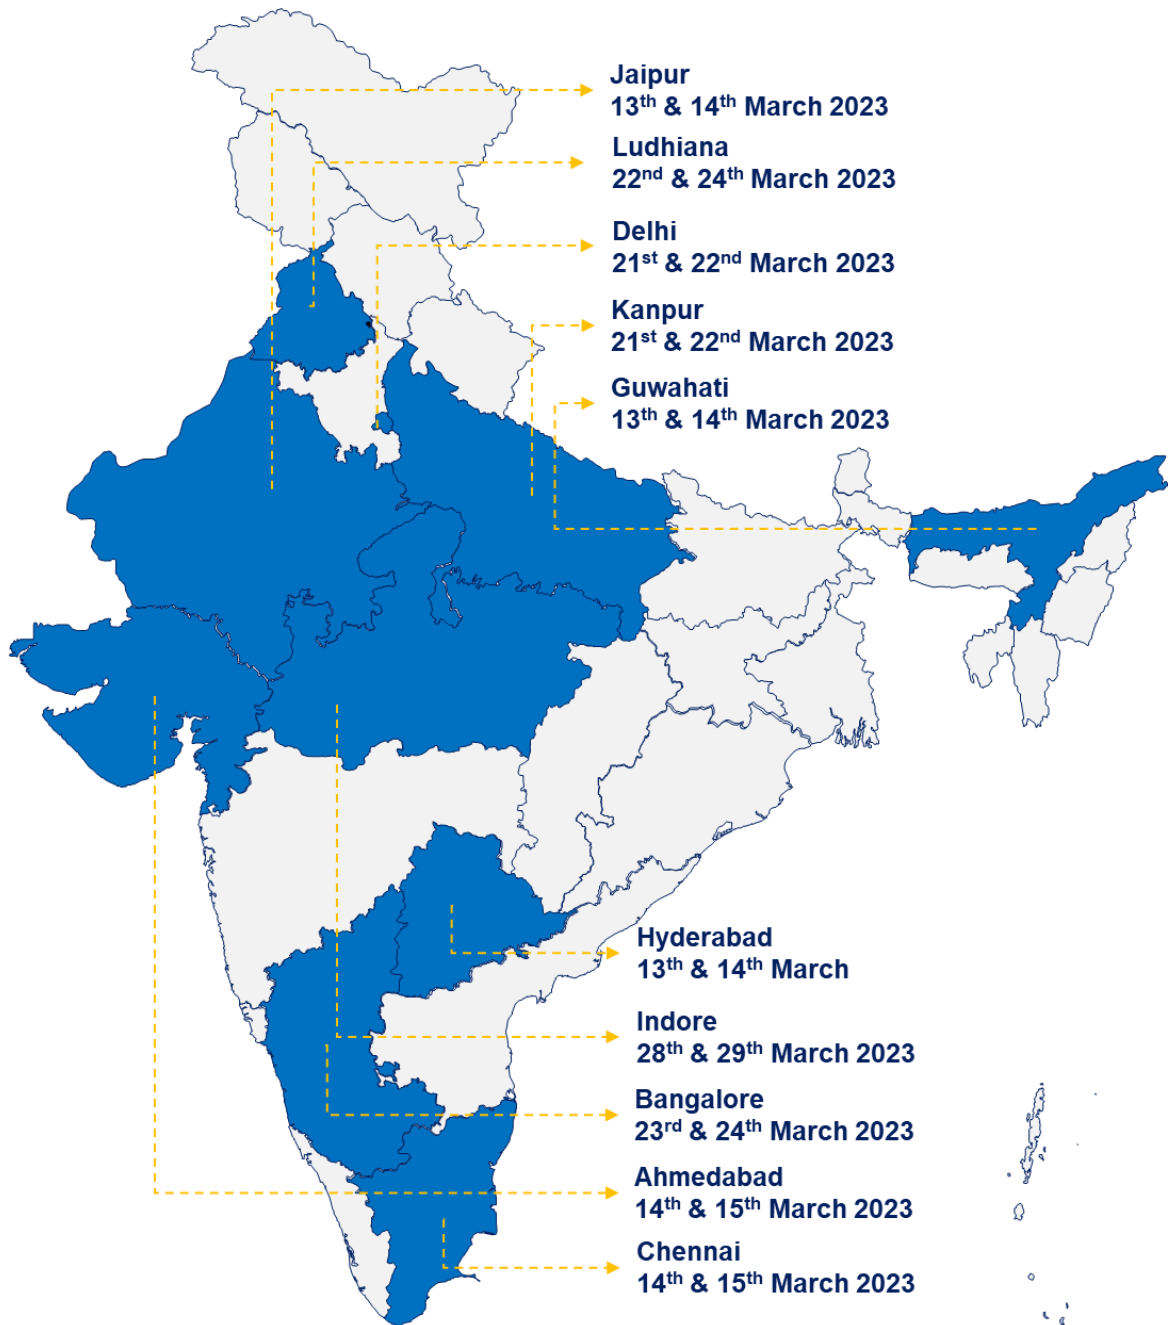 Jaipur
13th & 14th March 2023
Ludhiana
22nd & 24th March 2023
Delhi
21st & 22nd March 2023
Kanpur
21st & 22nd March 2023
Guwahati
13th & 14th March 2023
Hyderabad
13th & 14th March
Indore
28th & 29th March 2023
Bangalore
23rd & 24th March 2023
Ahmedabad
14th & 15th March 2023
Chennai
14th & 15th March 2023